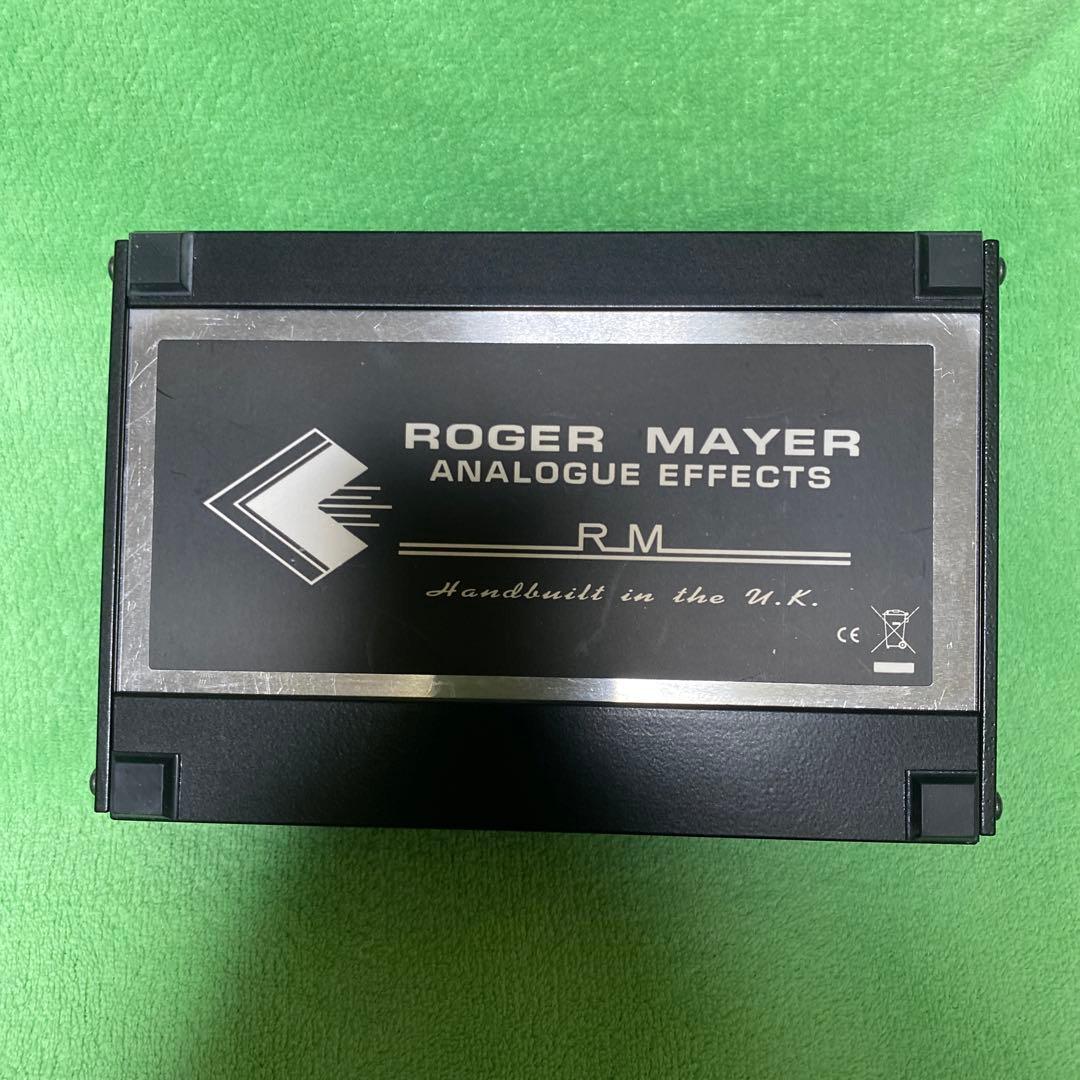 ROGER MAYER
ANALOGUE EFFECTS
RM
Handbuilt in the U.K.
CE